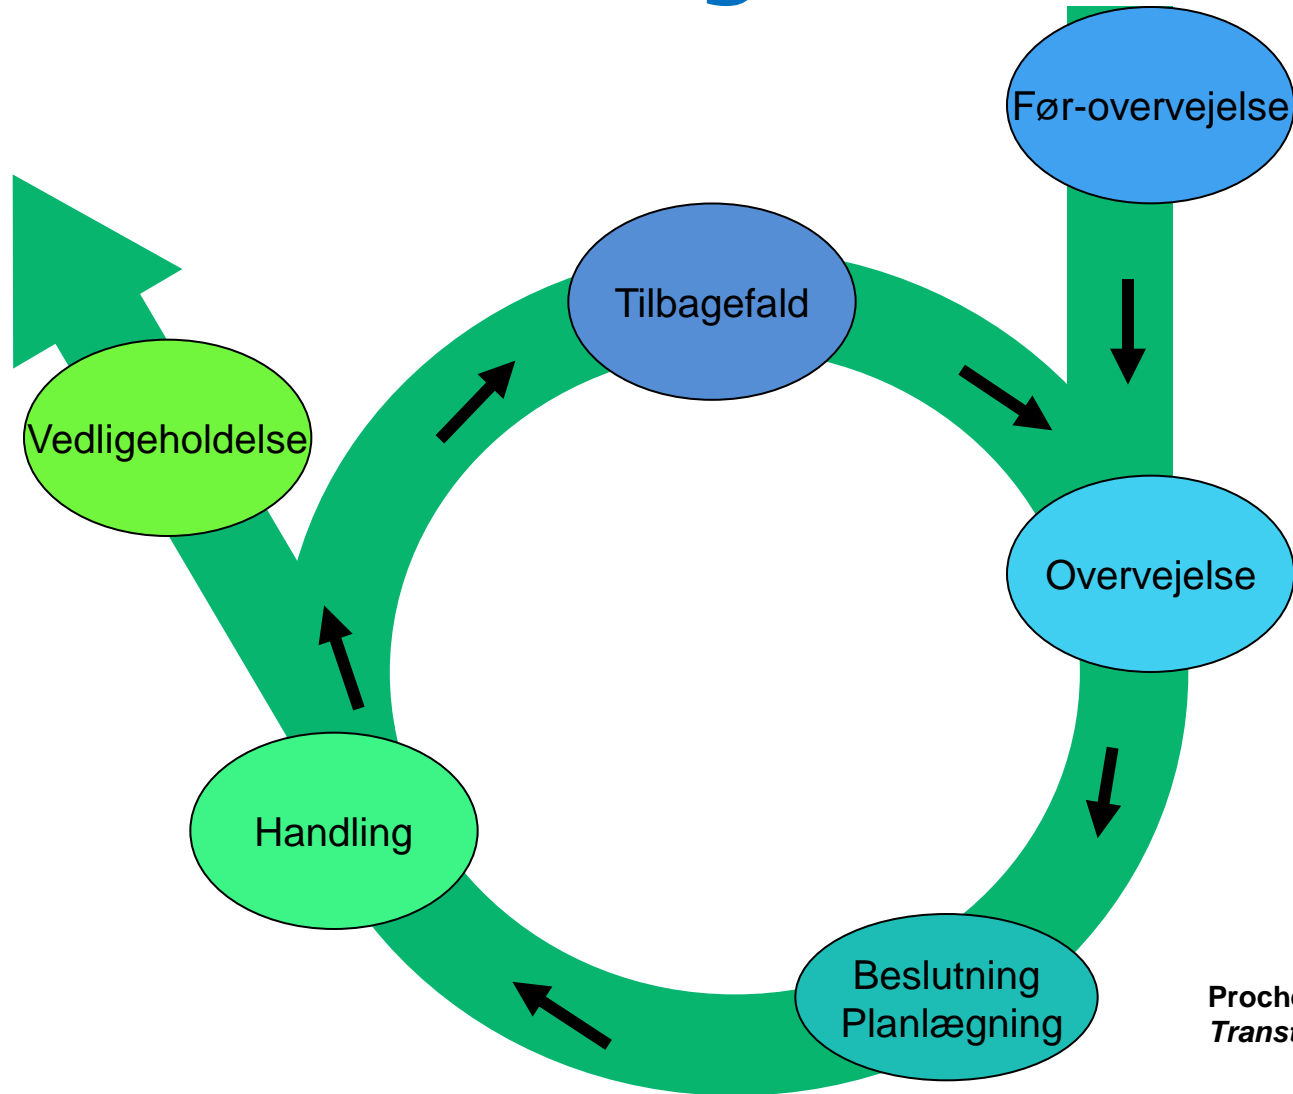 Før-overvejelse
Tilbagefald
Vedligeholdelse
Overvejelse
Handling
Beslutning
Planlægning